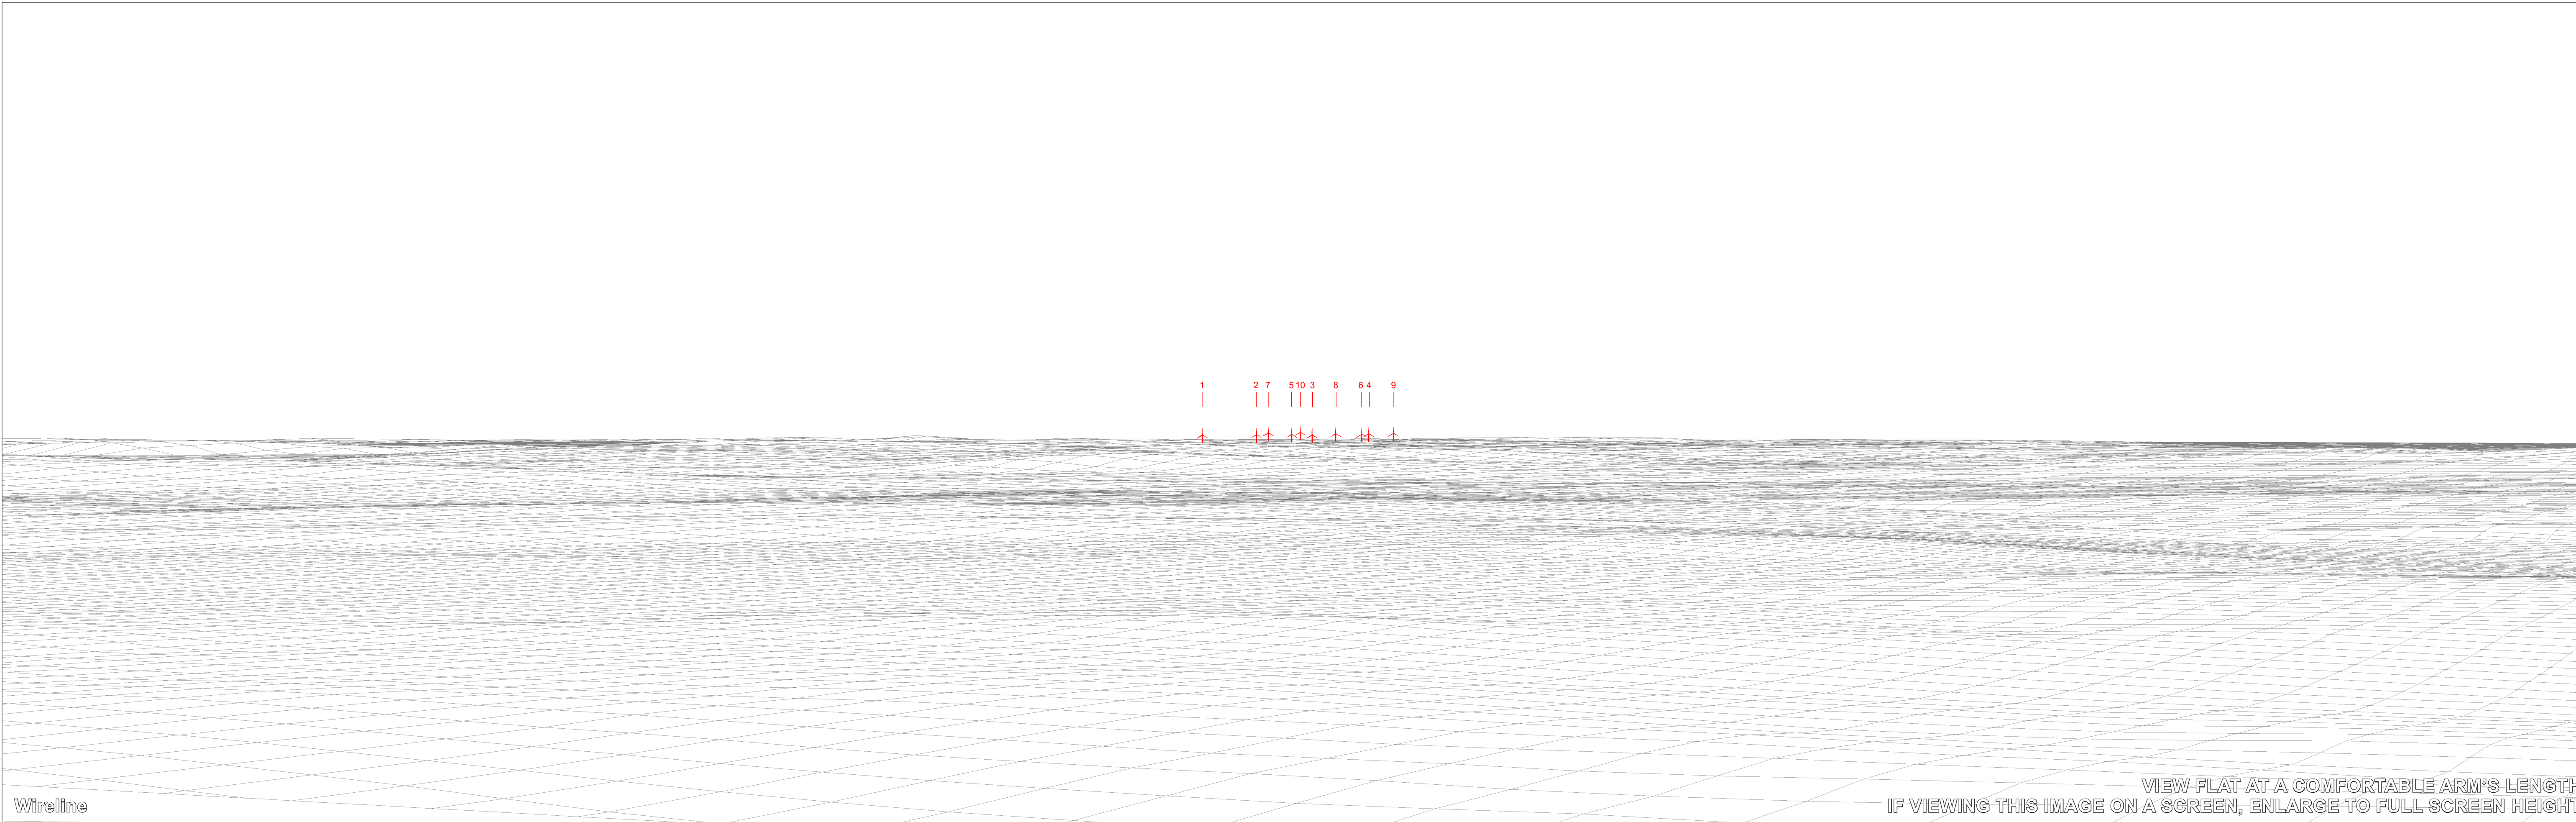 1 2 7 5 10 3 8 6 4 9
VIEW FLAT AT A COMFORTABLE ARM'S LENGTH
Wireline
IF VIEWING THIS IMAGE ON A SCREEN, ENLARGE TO FULL SCREEN HEIGHT